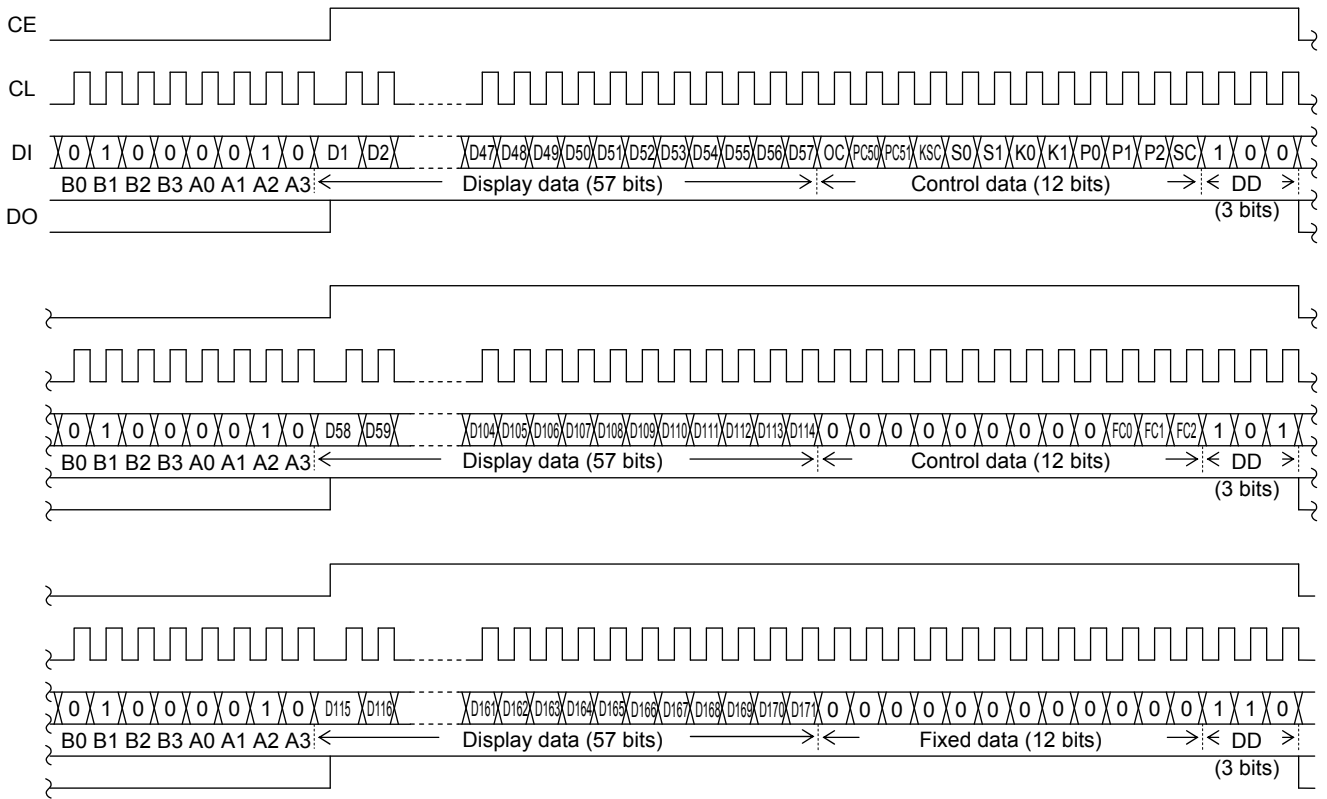 CE
CL
DI 0 1 0 0 0 0 1 0 D1 D2 D47 D48 D49 D50 D51 D52 D53 D54 D55 D56 D57 OC PC50 PC51 KSC S0 S1 K0 K1 P0 P1 P2 SC 1 0 0
B0 B1 B2 B3 A0 A1 A2 A3 Display data (57 bits) Control data (12 bits) DD
DO (3 bits)
0 1 0 0 0 0 1 0 D58 D59 D104 D105 D106 D107 D108 D109 D110 D111 D112 D113 D114 0 0 0 0 0 0 0 0 0 FC0 FC1 FC2 1 0 1
B0 B1 B2 B3 A0 A1 A2 A3 Display data (57 bits) Control data (12 bits) DD
(3 bits)
0 1 0 0 0 0 1 0 D115 D116 D161 D162 D163 D164 D165 D166 D167 D168 D169 D170 D171 0 0 0 0 0 0 0 0 0 0 0 0 1 1 0
B0 B1 B2 B3 A0 A1 A2 A3 Display data (57 bits) Fixed data (12 bits) DD
(3 bits)